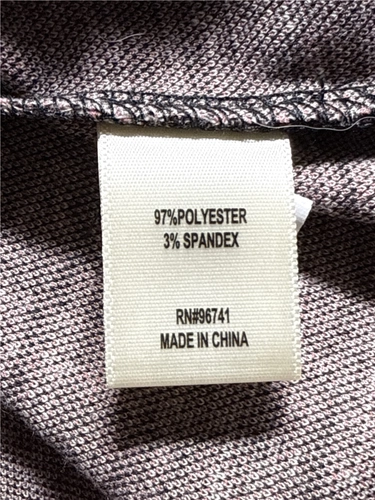 97%POLYESTER
3% SPANDEX
RN#96741
MADE IN CHINA